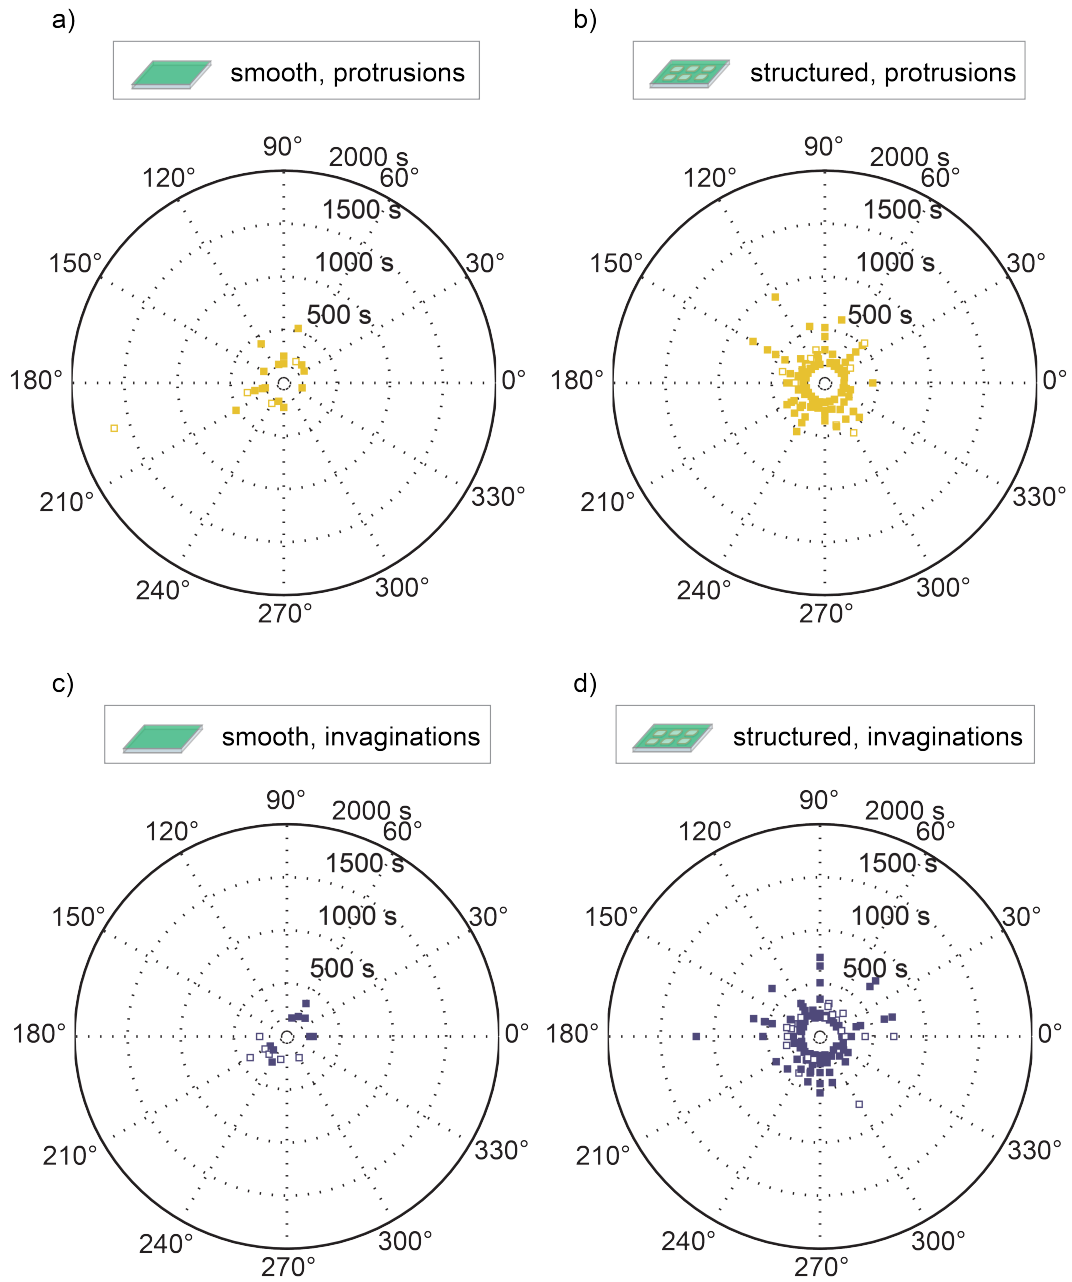 a)
smooth, protrusions
90°
2000 s
60°
120°
1500 s
150°
1000 s
30°
500 s
180°
0°
210°
330°
240°
300°
270°
b)
structured, protrusions
90°
2000 s
60°
120°
1500 s
150°
1000 s
30°
500 s
180°
0°
210°
330°
240°
300°
270°
c)
smooth, invaginations
90°
2000 s
60°
120°
1500 s
150°
1000 s
30°
500 s
180°
0°
210°
330°
240°
300°
270°
d)
structured, invaginations
90°
2000 s
60°
120°
1500 s
150°
1000 s
30°
500 s
180°
0°
210°
330°
240°
300°
270°